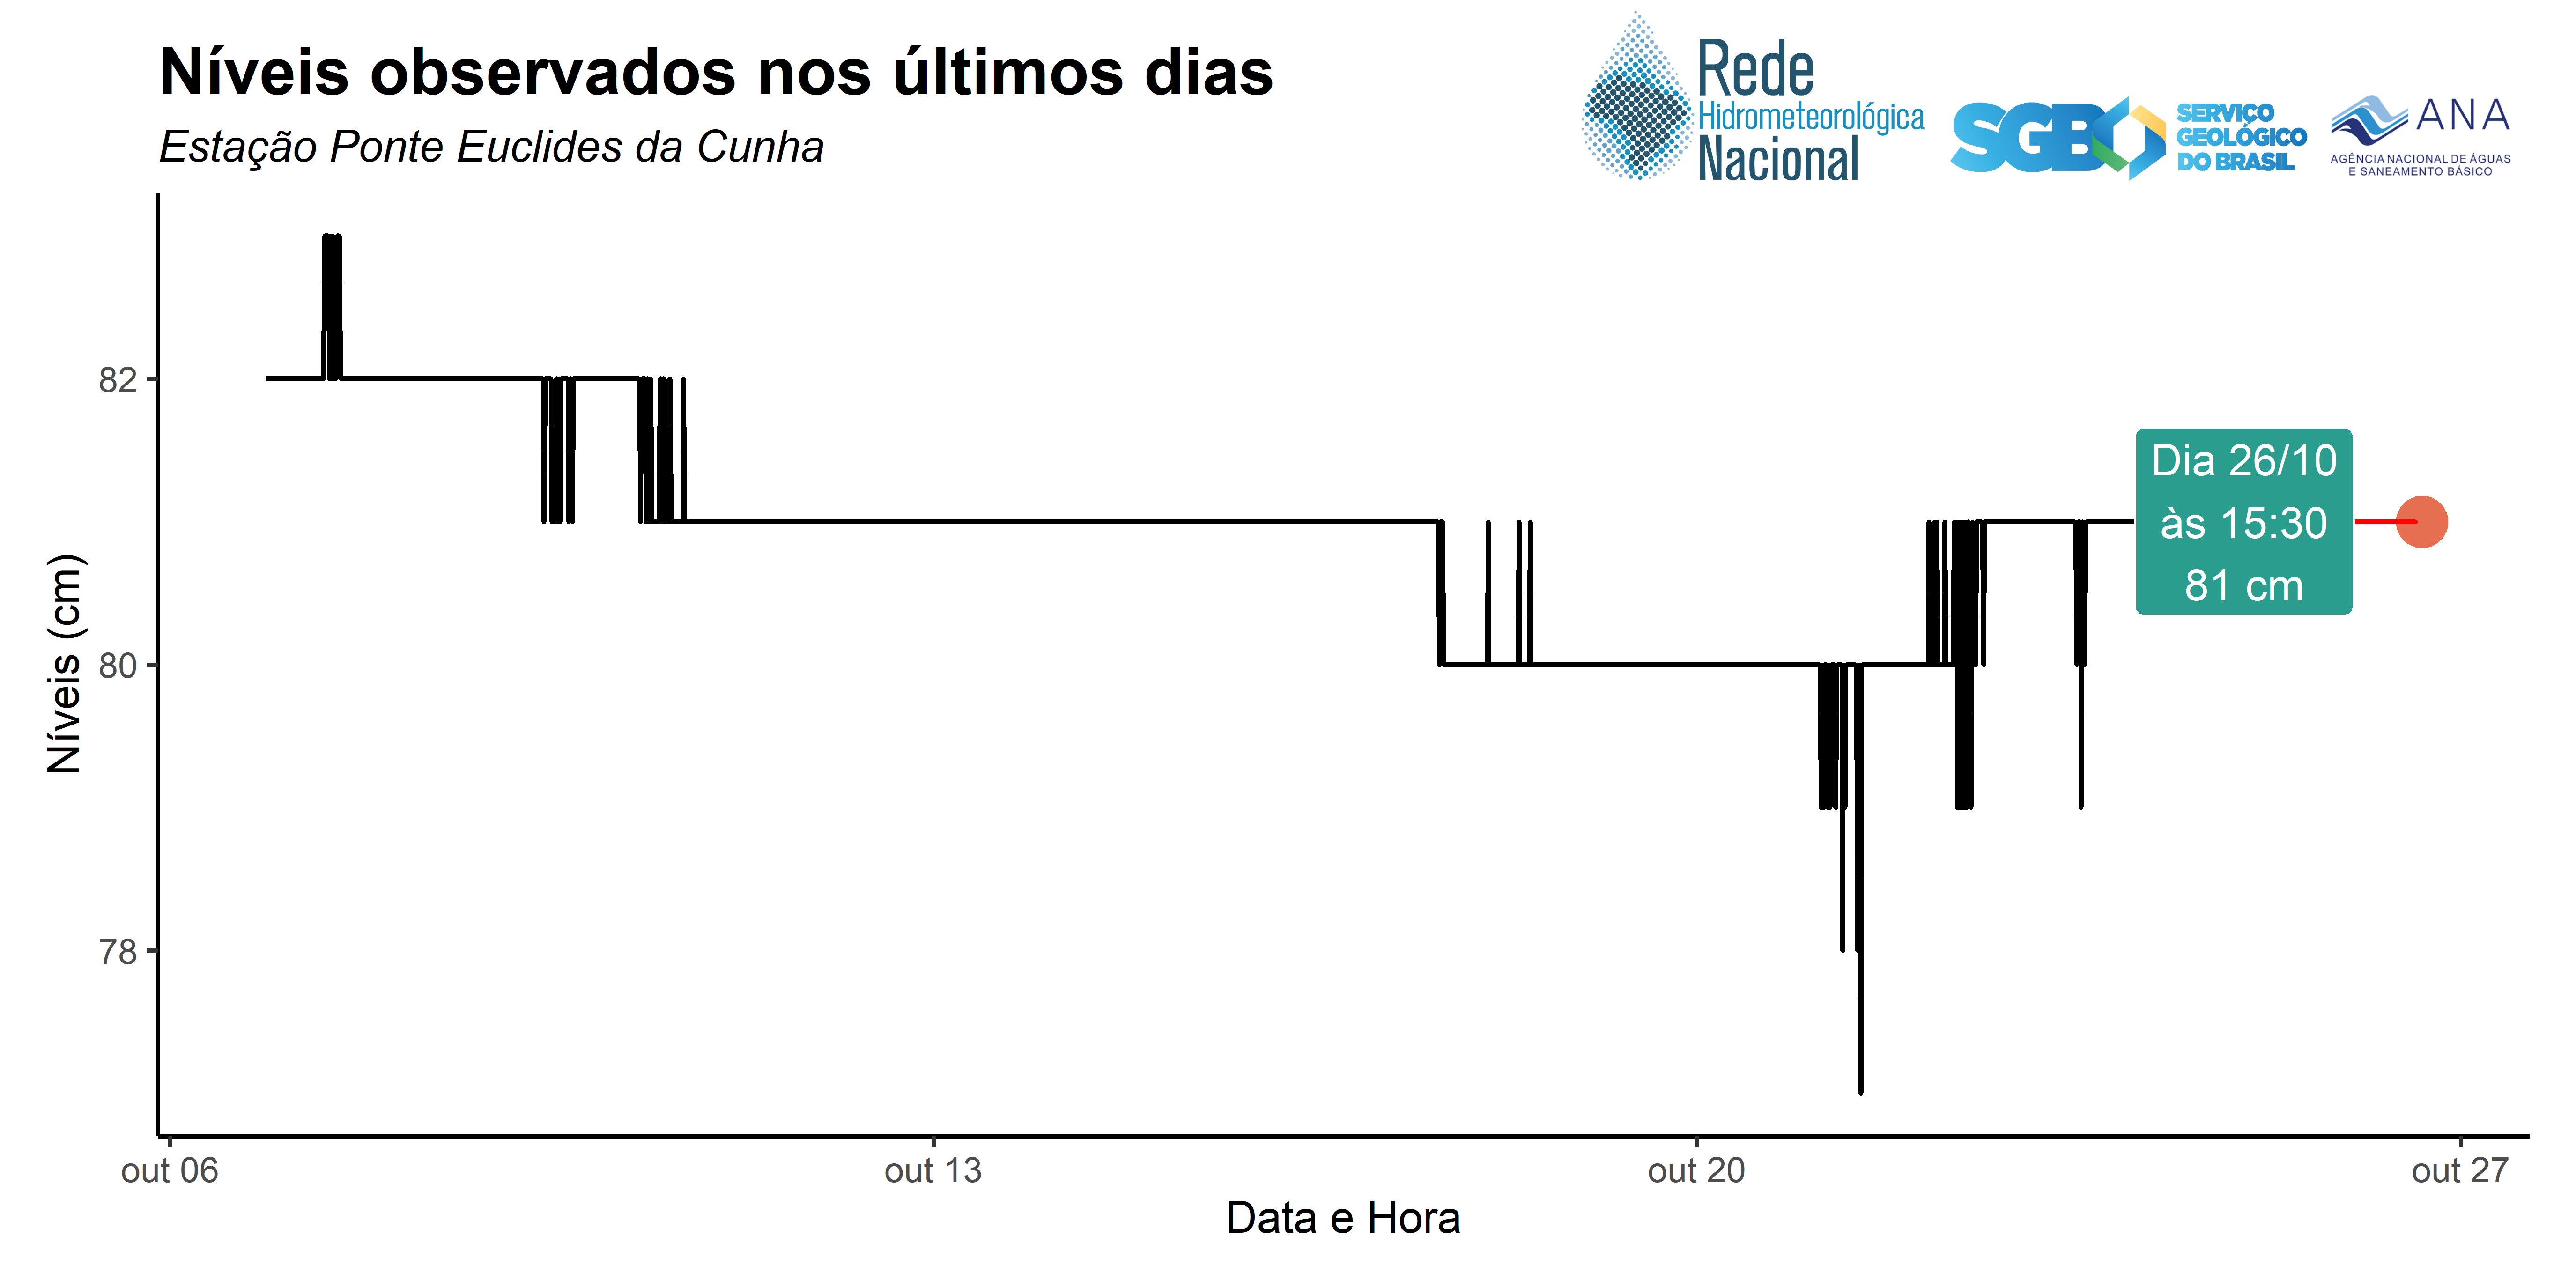 Níveis observados nos últimos dias
Estação Ponte Euclides da Cunha
Rede
Hidrometeorológica
Nacional
SGB
SERVIÇO
GEOLÓGICO
DO BRASIL
ANA
AGÊNCIA NACIONAL DE ÁGUAS
E SANEAMENTO BÁSICO
Níveis (cm)
82
80
78
Dia 26/10
às 15:30
81 cm
out 06
out 13
out 20
out 27
Data e Hora